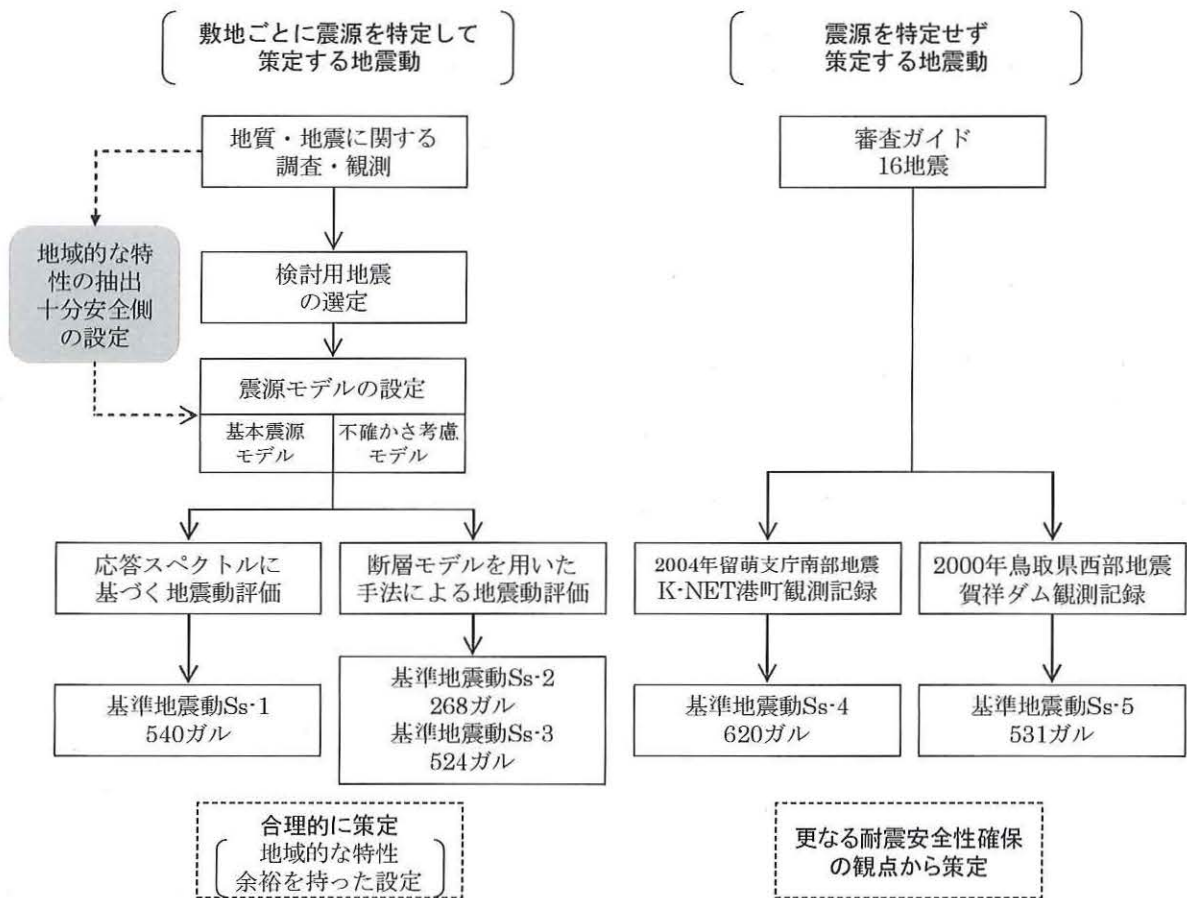 敷地ごとに震源を特定して
策定する地震動
地質・地震に関する
調査・観測
地域的な特
性の抽出
十分安全側
の設定
検討用地震
の選定
震源モデルの設定
基本震源
モデル
不確かさ考慮
モデル
応答スペクトルに
基づく地震動評価
断層モデルを用いた
手法による地震動評価
基準地震動Ss-1
540ガル
基準地震動Ss-2
268ガル
基準地震動Ss-3
524ガル
合理的に策定
地域的な特性
余裕を持った設定
震源を特定せず
策定する地震動
審査ガイド
16地震
2004年留萌支庁南部地震
K-NET港町観測記録
2000年鳥取県西部地震
賀祥ダム観測記録
基準地震動Ss-4
620ガル
基準地震動Ss-5
531ガル
更なる耐震安全性確保
の観点から策定